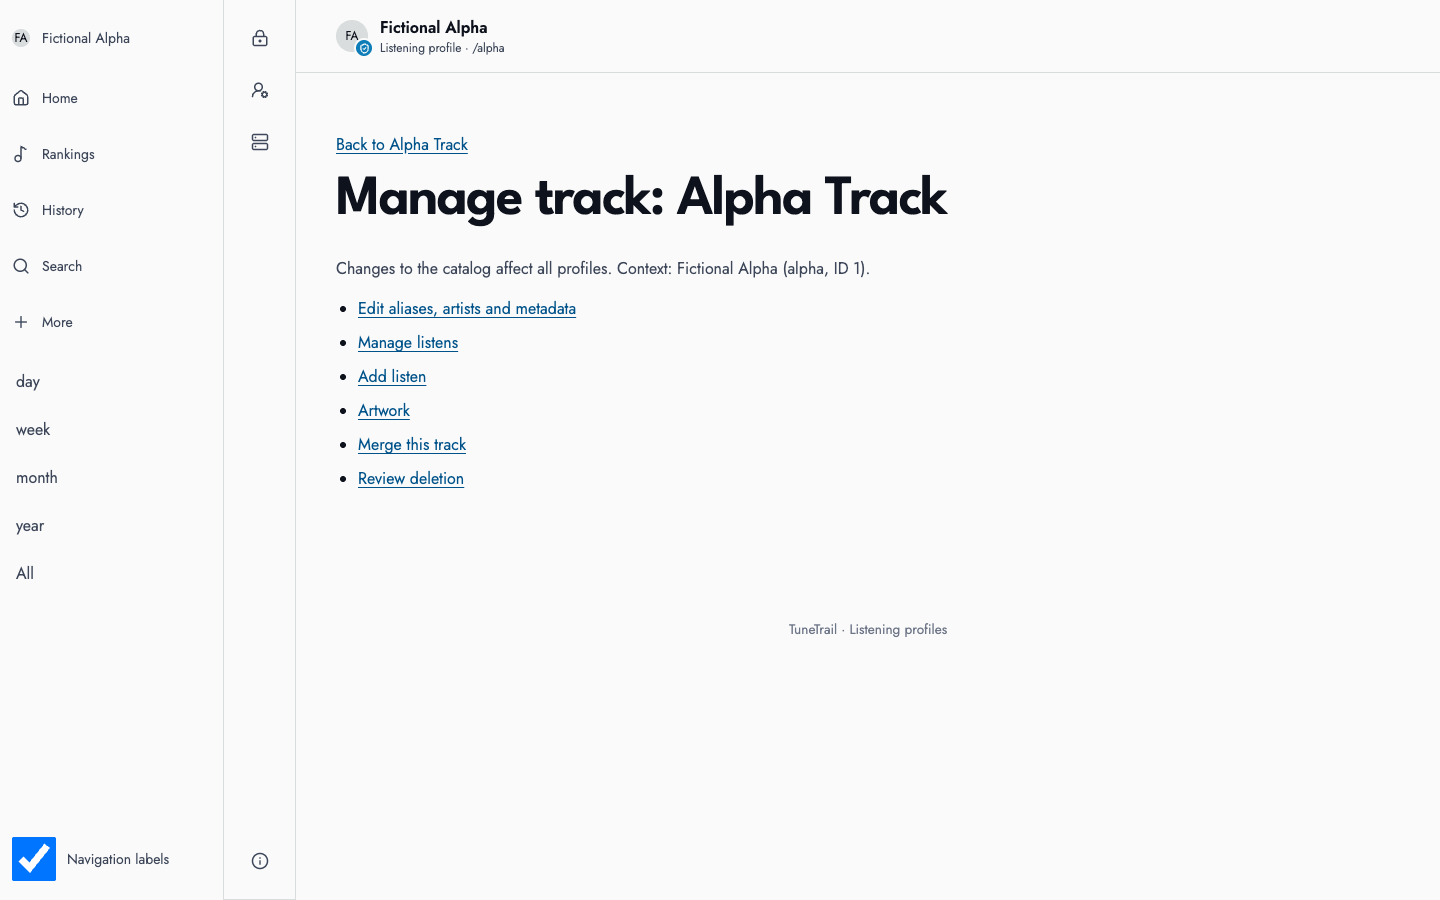 FA Fictional Alpha
Home
Rankings
History
Search
More
day
week
month
year
All
Navigation labels
FA
Fictional Alpha
Listening profile · /alpha
Back to Alpha Track
Manage track: Alpha Track
Changes to the catalog affect all profiles. Context: Fictional Alpha (alpha, ID 1).
Edit aliases, artists and metadata
Manage listens
Add listen
Artwork
Merge this track
Review deletion
TuneTrail · Listening profiles